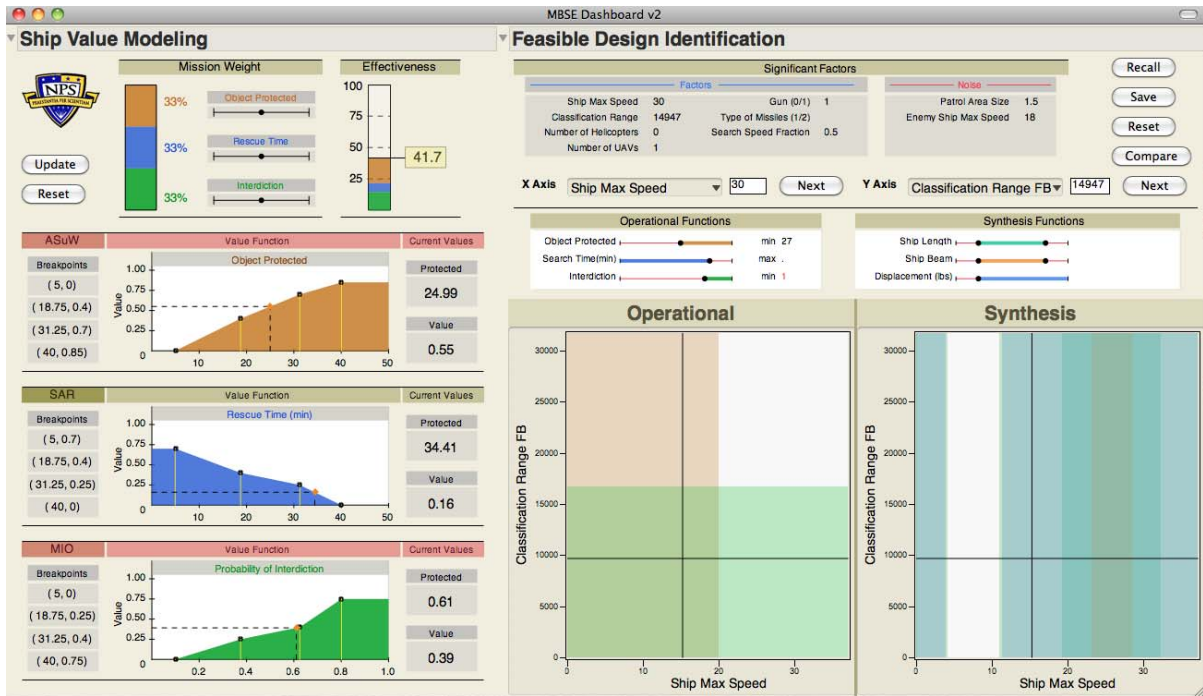 MBSE Dashboard v2
Ship Value Modeling
NPS
Update
Reset
Mission Weight
33%
33%
33%
Object Protected
Rescue Time
Interdiction
Effectiveness
100
75
50
25
41.7
ASuW
Value Function
Current Values
Breakpoints
(5, 0)
(18.75, 0.4)
(31.25, 0.7)
(40, 0.85)
Object Protected
Value
1.00
0.75
0.50
0.25
0
10 20 30 40 50
Protected
24.99
Value
0.55
SAR
Value Function
Current Values
Breakpoints
(5, 0.7)
(18.75, 0.4)
(31.25, 0.25)
(40, 0)
Rescue Time (min)
Value
1.00
0.75
0.50
0.25
0
10 20 30 40 50
Protected
34.41
Value
0.16
MIO
Value Function
Current Values
Breakpoints
(5, 0)
(18.75, 0.25)
(31.25, 0.4)
(40, 0.75)
Probability of Interdiction
Value
1.00
0.75
0.50
0.25
0
0.2 0.4 0.6 0.8 1.0
Protected
0.61
Value
0.39
Feasible Design Identification
Significant Factors
Factors
Ship Max Speed 30 Gun (0/1) 1
Classification Range 14947 Type of Missiles (1/2)
Number of Helicopters 0 Search Speed Fraction 0.5
Number of UAVs 1
Noise
Patrol Area Size 1.5
Enemy Ship Max Speed 18
Recall
Save
Reset
Compare
X Axis Ship Max Speed 30 Next
Y Axis Classification Range FB 14947 Next
Operational Functions
Object Protected min 27
Search Time(min) max .
Interdiction min 1
Synthesis Functions
Ship Length
Ship Beam
Displacement (lbs)
Operational
Classification Range FB
30000
25000
20000
15000
10000
5000
0
0 10 20 30
Ship Max Speed
Synthesis
Classification Range FB
30000
25000
20000
15000
10000
5000
0
0 10 20 30
Ship Max Speed